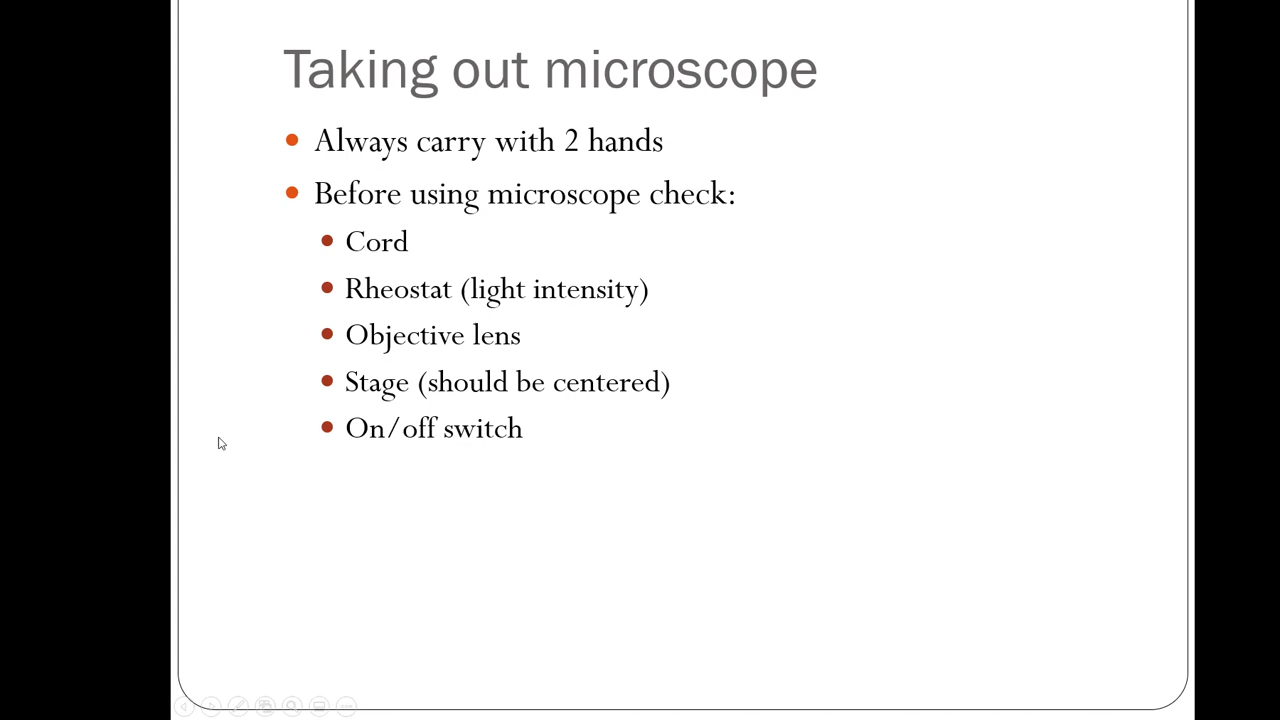 Taking out microscope
Always carry with 2 hands
Before using microscope check:
Cord
Rheostat (light intensity)
Objective lens
Stage (should be centered)
On/off switch